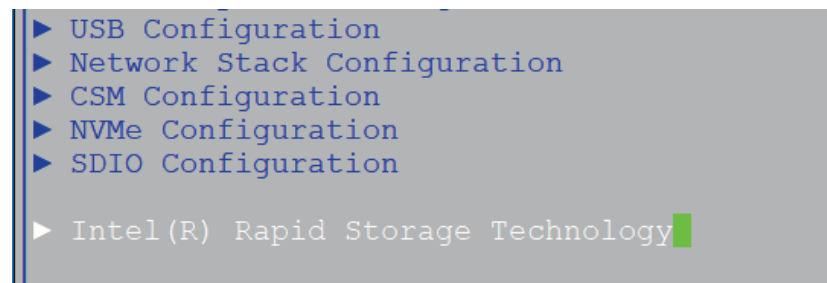 ► USB Configuration
► Network Stack Configuration
► CSM Configuration
► NVMe Configuration
► SDIO Configuration
► Intel(R) Rapid Storage Technology